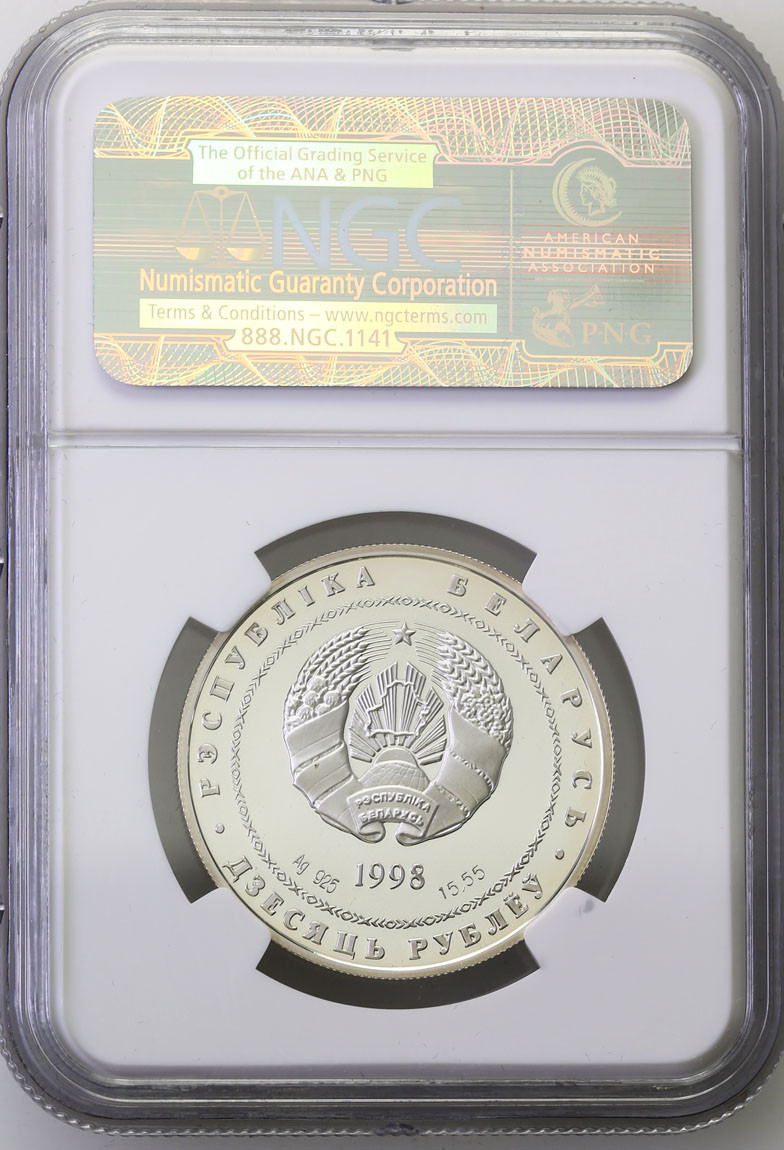 The Official Grading Service
of the ANA & PNG
NGC
Numismatic Guaranty Corporation
Terms & Conditions – www.ngcterms.com
888.NGC.1141
AMERICAN
NUMISMATIC
ASSOCIATION
PNG
РЭСПУБЛІКА БЕЛАРУСЬ
РЭСПУБЛІКА
БЕЛАРУСЬ
Ag 925 1998 15.55
• ДЗЕСЯЦЬ РУБЛЁЎ •